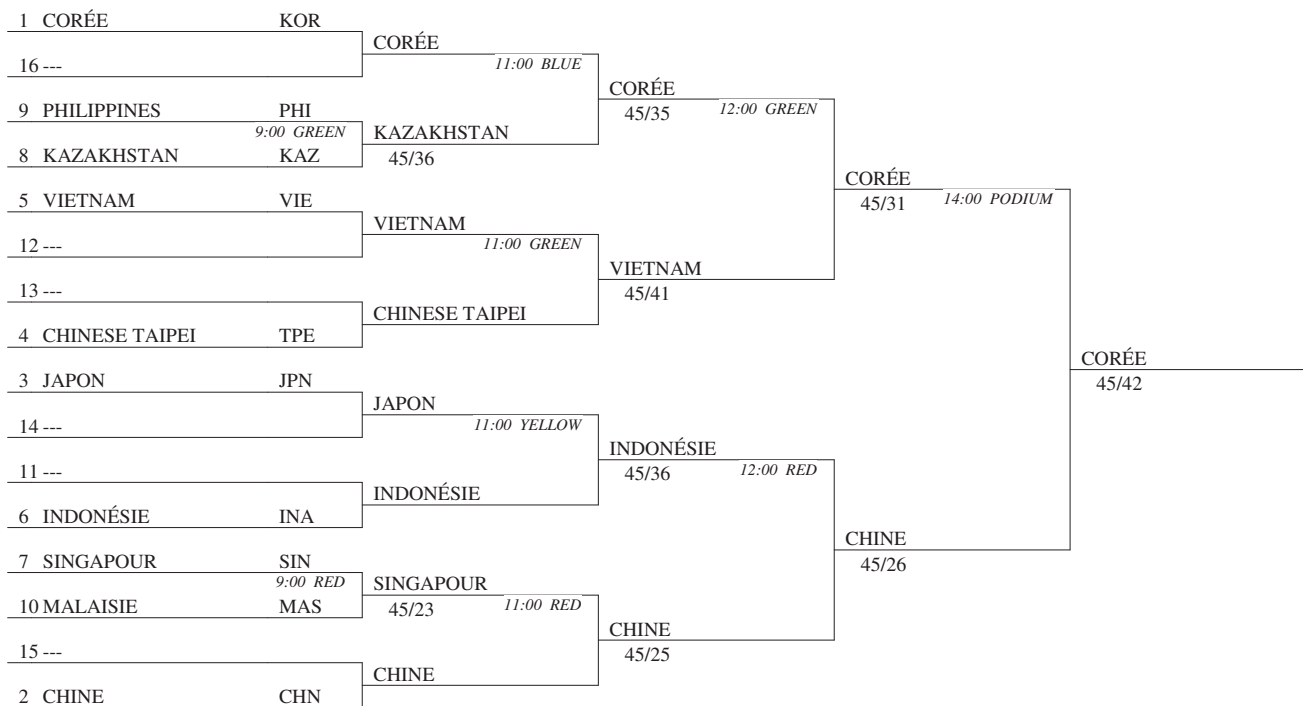 1 CORÉE KOR
16 ---
9 PHILIPPINES PHI
9:00 GREEN
8 KAZAKHSTAN KAZ
5 VIETNAM VIE
12 ---
13 ---
4 CHINESE TAIPEI TPE
3 JAPON JPN
14 ---
11 ---
6 INDONÉSIE INA
7 SINGAPOUR SIN
9:00 RED
10 MALAISIE MAS
15 ---
2 CHINE CHN
CORÉE
11:00 BLUE
KAZAKHSTAN
45/36
VIETNAM
11:00 GREEN
CHINESE TAIPEI
JAPON
11:00 YELLOW
INDONÉSIE
SINGAPOUR
45/23 11:00 RED
CHINE
CORÉE
45/35 12:00 GREEN
VIETNAM
45/41
INDONÉSIE
45/36 12:00 RED
CHINE
45/25
CORÉE
45/31 14:00 PODIUM
CHINE
45/26
CORÉE
45/42